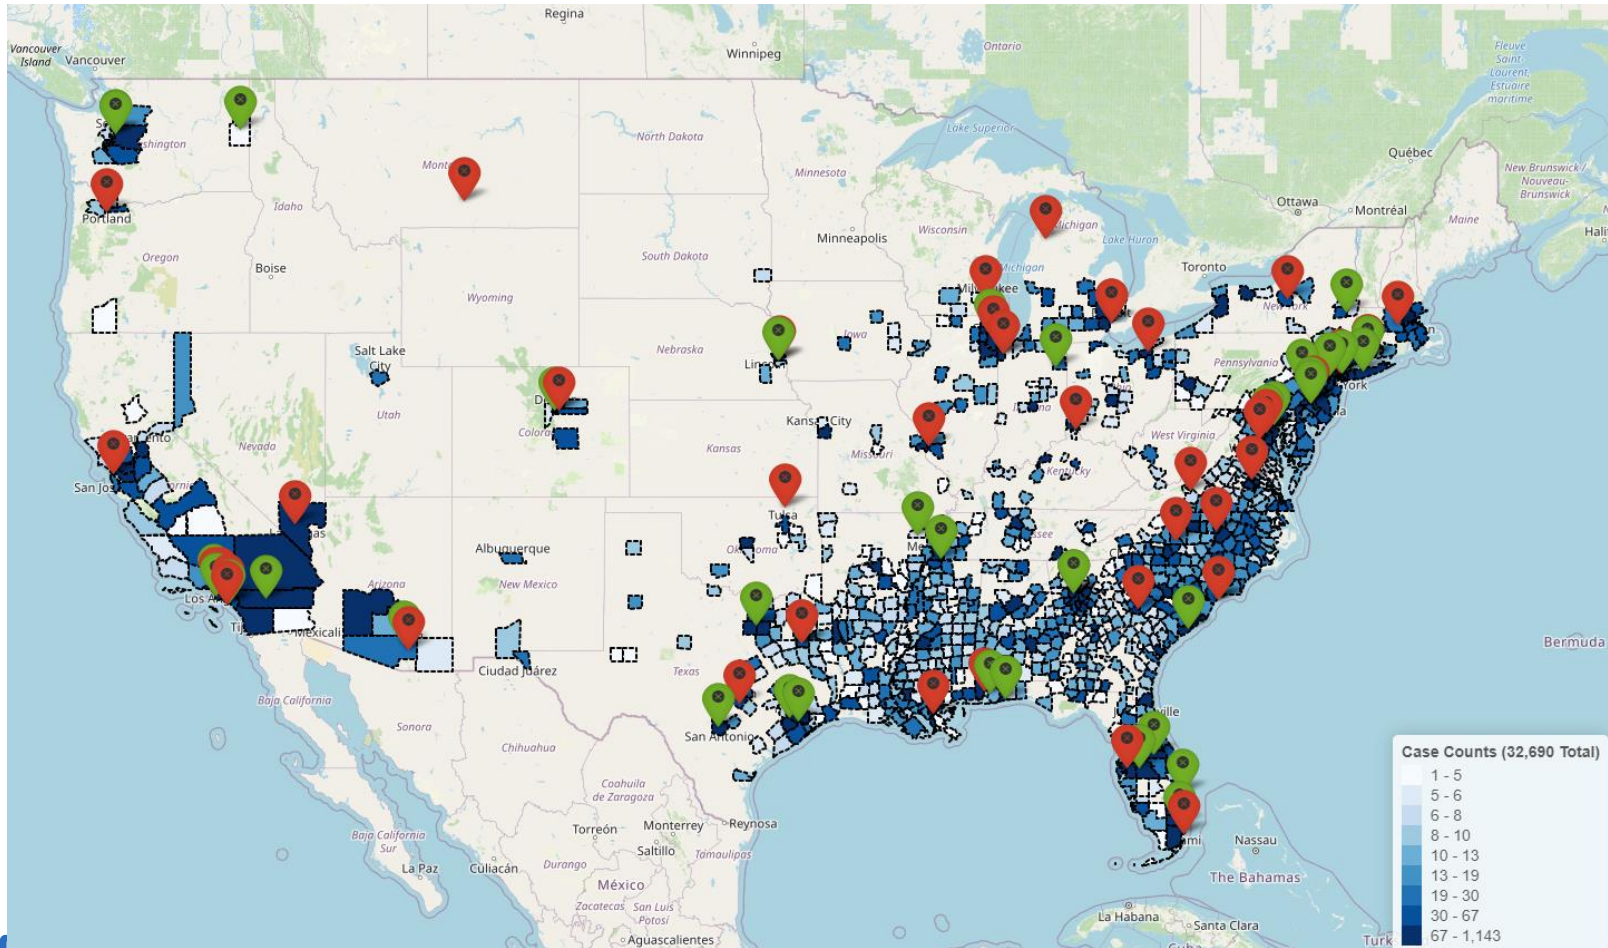 Regina
Vancouver
Island
Vancouver
Winnipeg
Ontario
Fleuve
Saint-
Laurent,
Estuaire
maritime
North Dakota
Lake Superior
Québec
Minnesota
New Brunswick /
Nouveau-
Brunswick
Idaho
Portland
Ottawa
Montréal
Maine
Wisconsin
Michigan
Minneapolis
Lake Huron
Oregon
Boise
South Dakota
Michigan
Toronto
Wyoming
New York
Iowa
Salt Lake
City
Nebraska
Pennsylvania
York
Utah
Nevada
Kansas City
Kansas
Missouri
West Virginia
Kentucky
Tulsa
Albuquerque
Arizona
New Mexico
Ciudad Juárez
Texas
Bermuda
Baja California
Sonora
San Antonio
Chihuahua
Coahuila
de Zaragoza
Torreón
Monterrey
Reynosa
Baja California
Sur
Saltillo
Tamaulipas
La Paz
Culiacán
Durango
México
Zacatecas
San Luis
Potosí
Aguascalientes
Nassau
The Bahamas
La Habana
Santa Clara
Case Counts (32,690 Total)
1 - 5
5 - 6
6 - 8
8 - 10
10 - 13
13 - 19
19 - 30
30 - 67
67 - 1,143